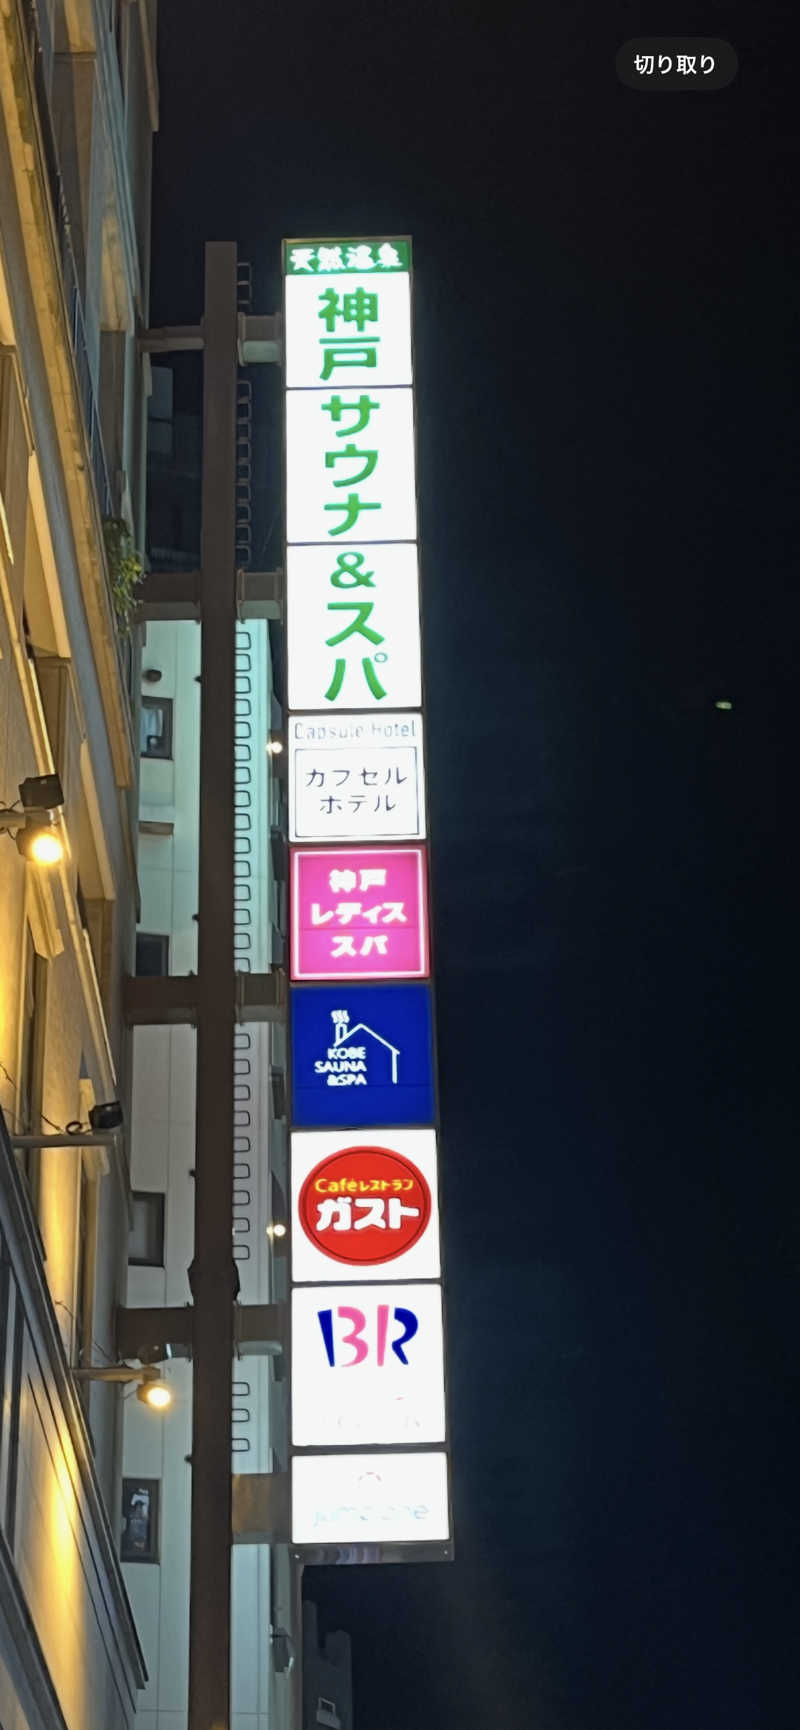 切り取り
天然温泉
神戸
サウナ
&スパ
Capsule Hotel
カプセル
ホテル
神戸
レディス
スパ
KOBE
SAUNA
&SPA
Caféレストラン
ガスト
BR